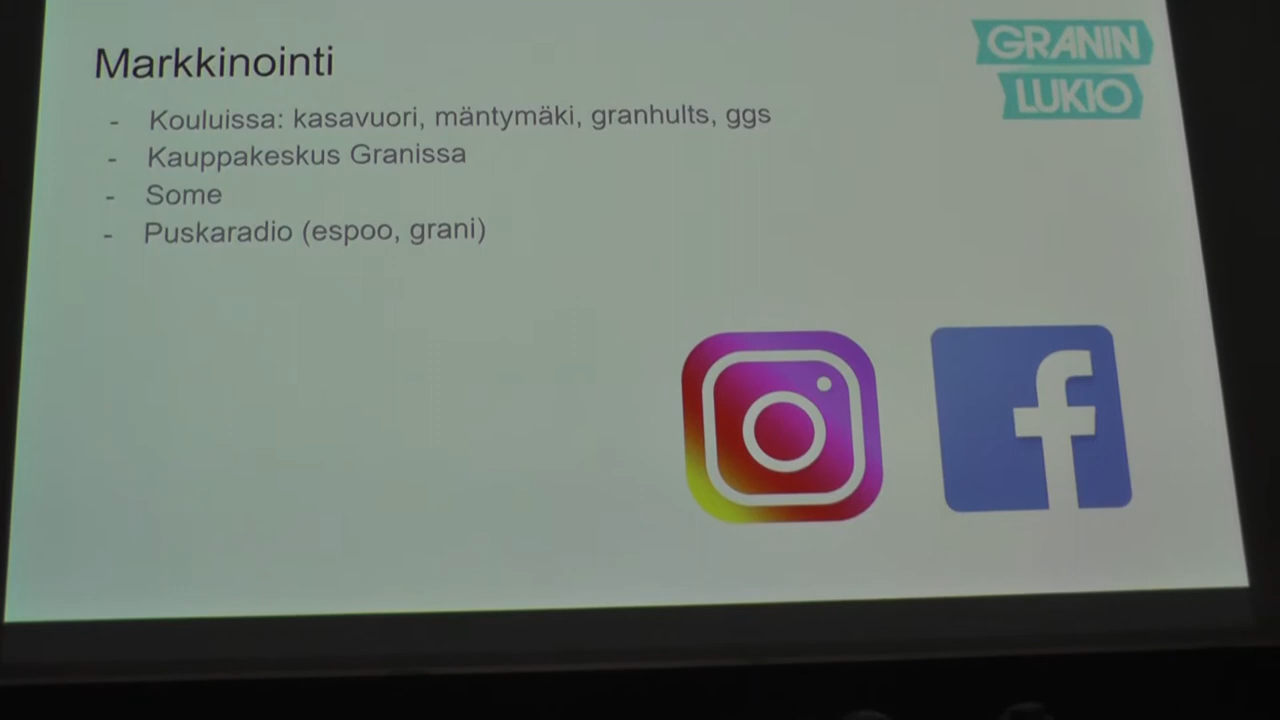 Markkinointi
GRANIN
LUKIO
- Kouluissa: kasavuori, mäntymäki, granhults, ggs
- Kauppakeskus Granissa
- Some
- Puskaradio (espoo, grani)